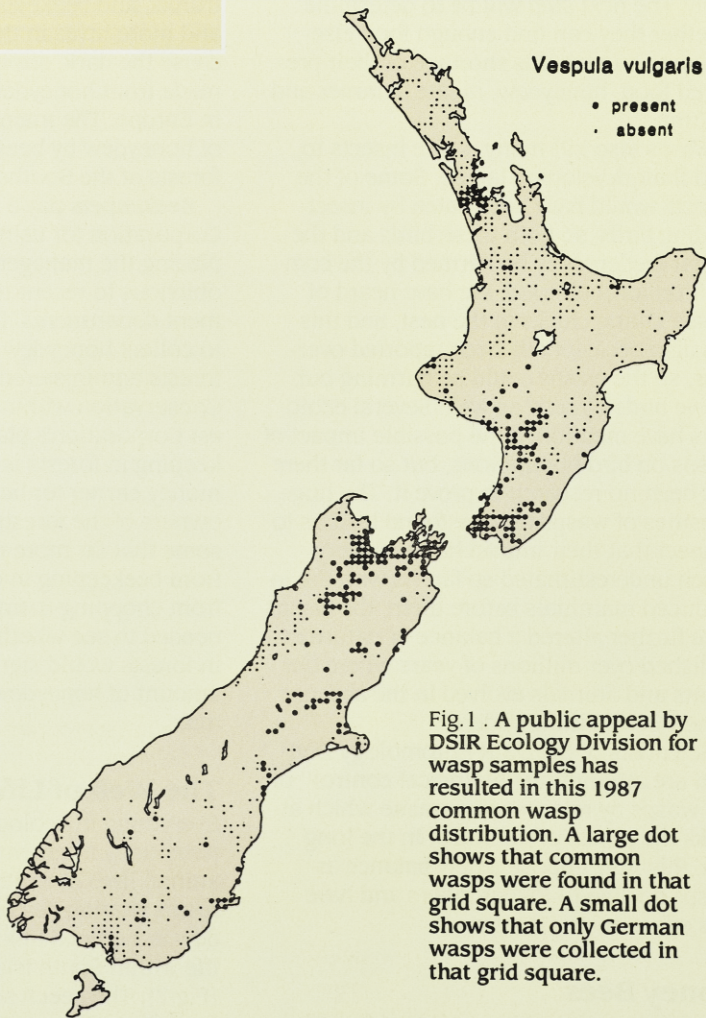 Vespula vulgaris
• present
· absent
Fig.1 . A public appeal by
DSIR Ecology Division for
wasp samples has
resulted in this 1987
common wasp
distribution. A large dot
shows that common
wasps were found in that
grid square. A small dot
shows that only German
wasps were collected in
that grid square.